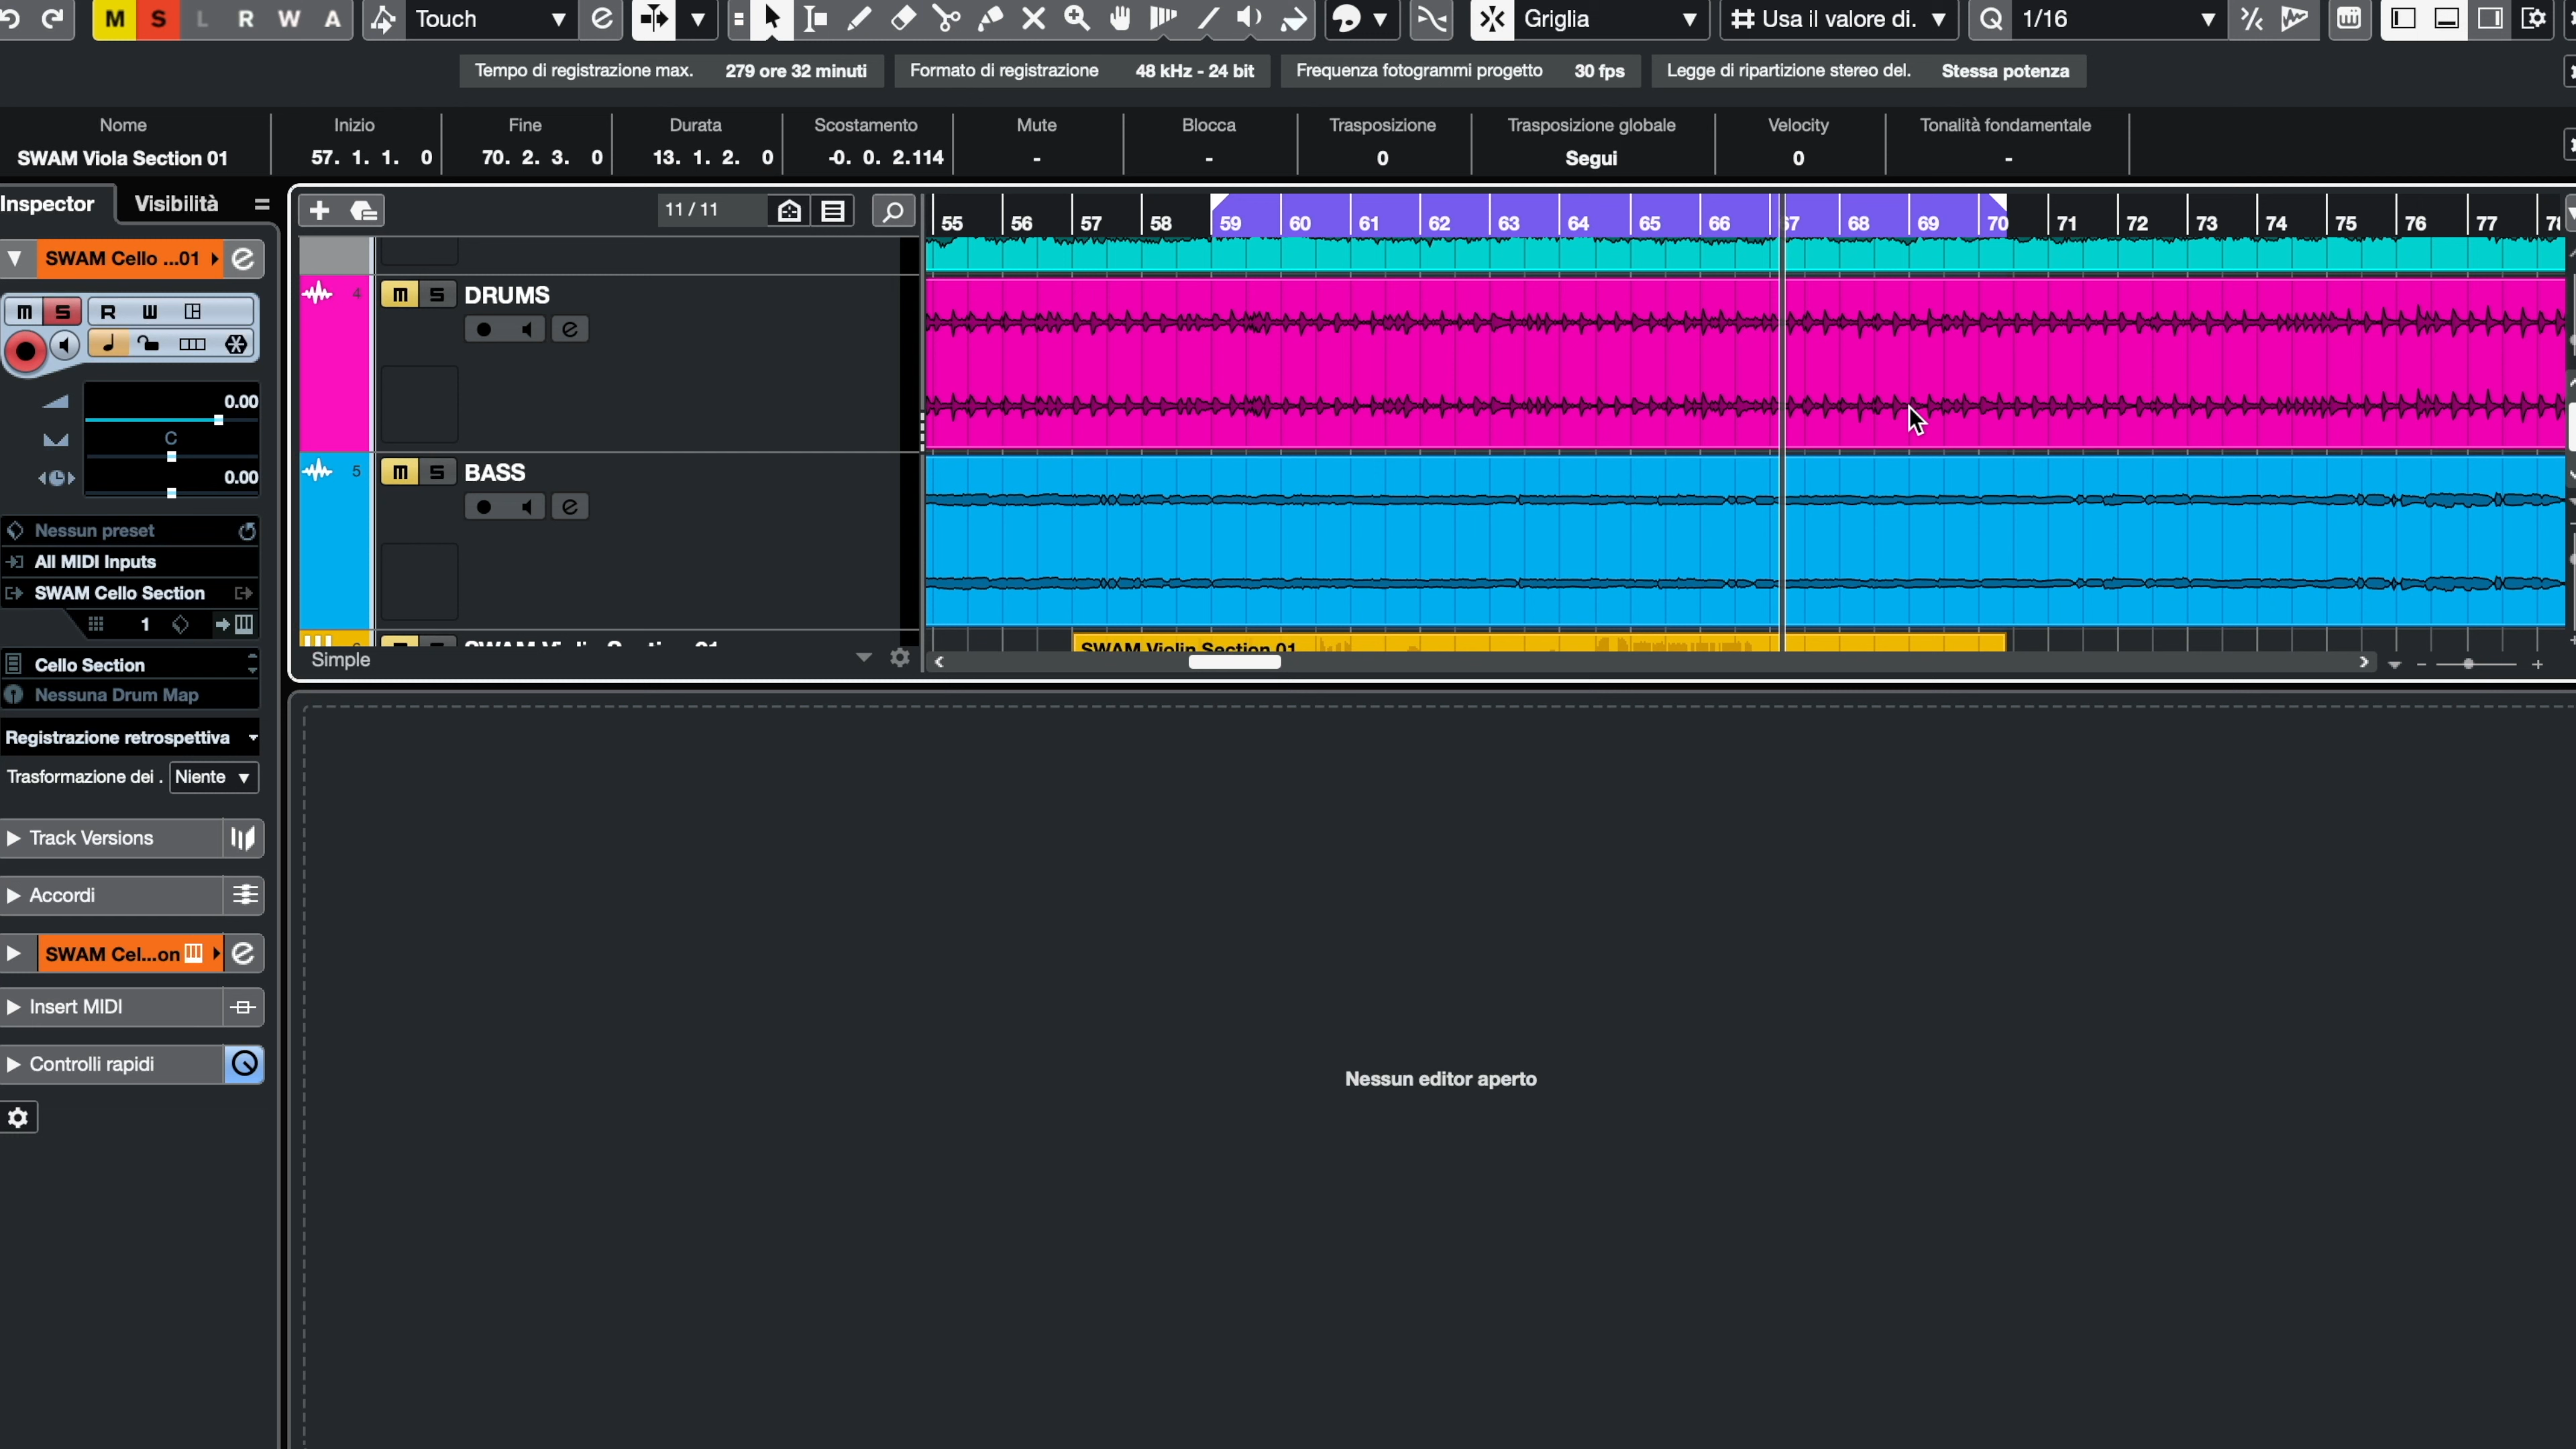 M S L R W A Touch Griglia Usa il valore di. 1/16
Tempo di registrazione max. 279 ore 32 minuti Formato di registrazione 48 kHz - 24 bit Frequenza fotogrammi progetto 30 fps Legge di ripartizione stereo del. Stessa potenza
Nome Inizio Fine Durata Scostamento Mute Blocca Trasposizione Trasposizione globale Velocity Tonalità fondamentale
SWAM Viola Section 01 57. 1. 1. 0 70. 2. 3. 0 13. 1. 2. 0 -0. 0. 2.114 - - 0 Segui 0 -
Inspector Visibilità
11 / 11
55 56 57 58 59 60 61 62 63 64 65 66 67 68 69 70 71 72 73 74 75 76 77
SWAM Cello ...01
M S R W
0.00
C
0.00
Nessun preset
All MIDI Inputs
SWAM Cello Section
1
Cello Section
Nessuna Drum Map
Registrazione retrospettiva
Trasformazione dei . Niente
Track Versions
Accordi
SWAM Cel...on
Insert MIDI
Controlli rapidi
4 M S DRUMS
5 M S BASS
SWAM Violin Section 01
SWAM Violin Section 01
Simple
Nessun editor aperto